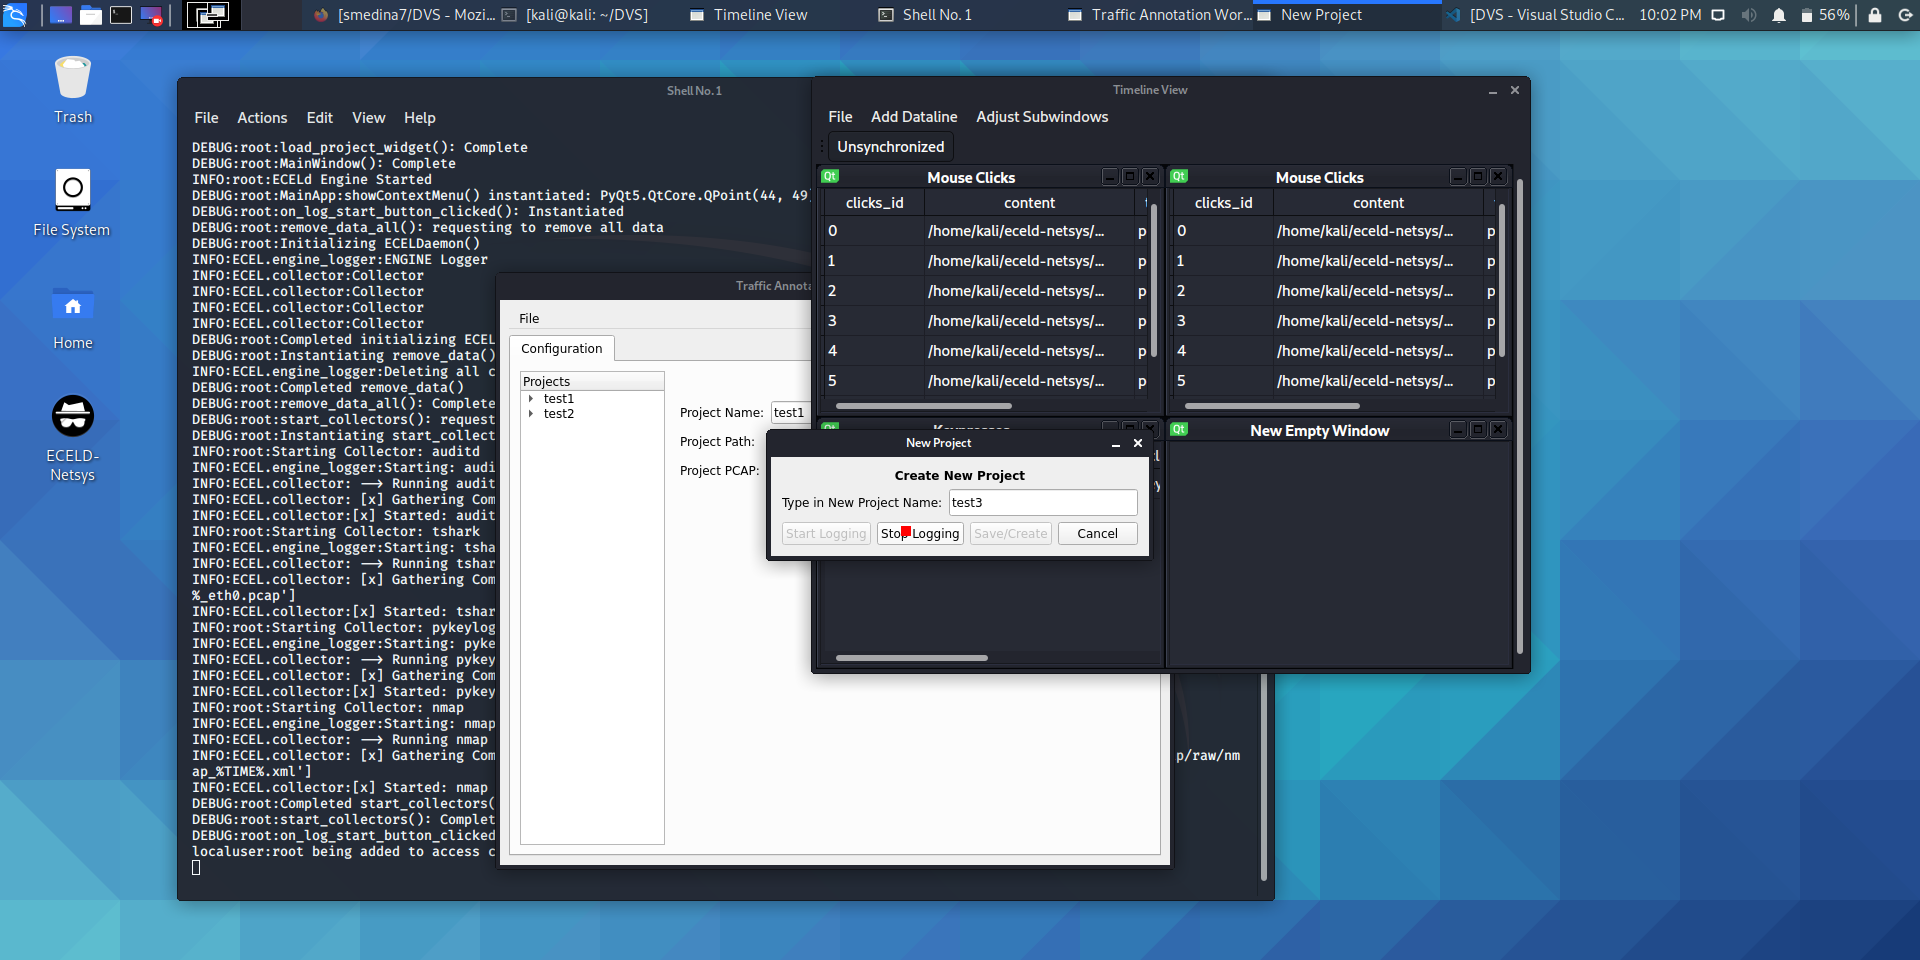 [smedina7/DVS - Mozi...
[kali@kali: ~/DVS]
Timeline View
Shell No. 1
Traffic Annotation Wor...
New Project
[DVS - Visual Studio C...
10:02 PM
56%
Trash
File System
Home
ECELD-
Netsys
Shell No. 1
File Actions Edit View Help
DEBUG:root:load_project_widget(): Complete
DEBUG:root:MainWindow(): Complete
INFO:root:ECELd Engine Started
DEBUG:root:MainApp:showContextMenu() instantiated: PyQt5.QtCore.QPoint(44, 49
DEBUG:root:on_log_start_button_clicked(): Instantiated
DEBUG:root:remove_data_all(): requesting to remove all data
DEBUG:root:Initializing ECELDaemon()
INFO:ECEL.engine_logger:ENGINE Logger
INFO:ECEL.collector:Collector
INFO:ECEL.collector:Collector
INFO:ECEL.collector:Collector
INFO:ECEL.collector:Collector
DEBUG:root:Completed initializing ECEL
DEBUG:root:Instantiating remove_data()
INFO:ECEL.engine_logger:Deleting all c
DEBUG:root:Completed remove_data()
DEBUG:root:remove_data_all(): Complete
DEBUG:root:start_collectors(): request
DEBUG:root:Instantiating start_collect
INFO:root:Starting Collector: auditd
INFO:ECEL.engine_logger:Starting: audi
INFO:ECEL.collector: --> Running audit
INFO:ECEL.collector: [x] Gathering Com
INFO:ECEL.collector:[x] Started: audit
INFO:root:Starting Collector: tshark
INFO:ECEL.engine_logger:Starting: tsha
INFO:ECEL.collector: --> Running tshar
INFO:ECEL.collector: [x] Gathering Com
%_eth0.pcap']
INFO:ECEL.collector:[x] Started: tshar
INFO:root:Starting Collector: pykeylog
INFO:ECEL.engine_logger:Starting: pyke
INFO:ECEL.collector: --> Running pykey
INFO:ECEL.collector: [x] Gathering Com
INFO:ECEL.collector:[x] Started: pykey
INFO:root:Starting Collector: nmap
INFO:ECEL.engine_logger:Starting: nmap
INFO:ECEL.collector: --> Running nmap
INFO:ECEL.collector: [x] Gathering Com
p/raw/nm
ap_%TIME%.xml']
INFO:ECEL.collector:[x] Started: nmap
DEBUG:root:Completed start_collectors(
DEBUG:root:start_collectors(): Complet
DEBUG:root:on_log_start_button_clicked
localuser:root being added to access c
Traffic Annota
File
Configuration
Projects
test1
test2
Project Name: test1
Project Path:
Project PCAP:
Timeline View
File Add Dataline Adjust Subwindows
Unsynchronized
Mouse Clicks
clicks_id content
0 /home/kali/eceld-netsys/... p
1 /home/kali/eceld-netsys/... p
2 /home/kali/eceld-netsys/... p
3 /home/kali/eceld-netsys/... p
4 /home/kali/eceld-netsys/... p
5 /home/kali/eceld-netsys/... p
Mouse Clicks
clicks_id content
0 /home/kali/eceld-netsys/... p
1 /home/kali/eceld-netsys/... p
2 /home/kali/eceld-netsys/... p
3 /home/kali/eceld-netsys/... p
4 /home/kali/eceld-netsys/... p
5 /home/kali/eceld-netsys/... p
New Empty Window
New Project
Create New Project
Type in New Project Name: test3
Start Logging
Stop Logging
Save/Create
Cancel